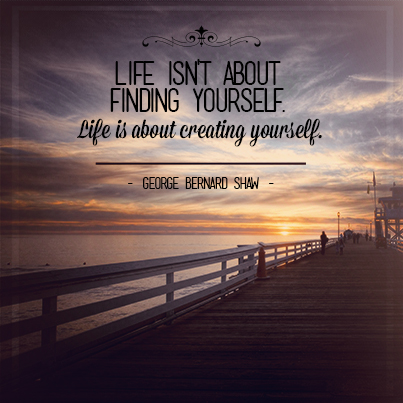 LIFE ISN'T ABOUT
FINDING YOURSELF.
Life is about creating yourself.
- GEORGE BERNARD SHAW -